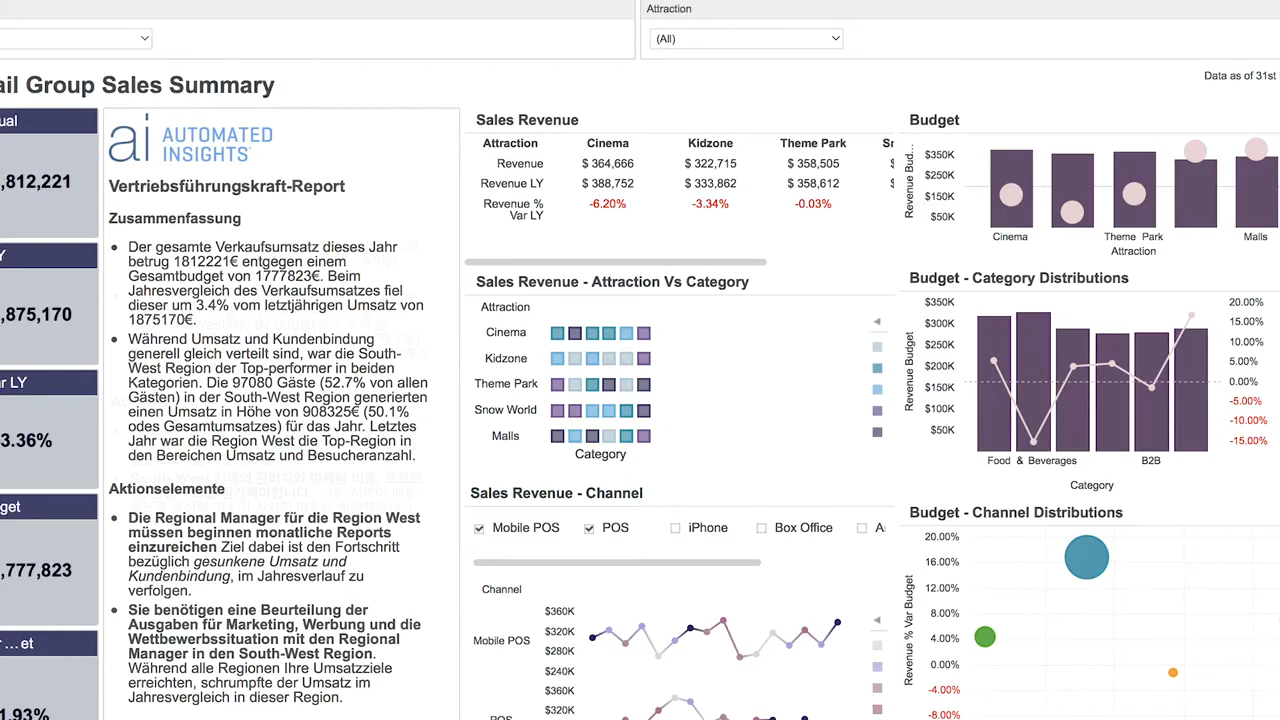 Attraction
(All)
ail Group Sales Summary
Data as of 31st
ual
,812,221
Y
,875,170
r LY
3.36%
get
,777,823
…et
1.93%
ai AUTOMATED
INSIGHTS
Vertriebsführungskraft-Report
Zusammenfassung
Der gesamte Verkaufsumsatz dieses Jahr
betrug 1812221€ entgegen einem
Gesamtbudget von 1777823€. Beim
Jahresvergleich des Verkaufsumsatzes fiel
dieser um 3.4% vom letztjährigen Umsatz von
1875170€.
Während Umsatz und Kundenbindung
generell gleich verteilt sind, war die South-
West Region der Top-performer in beiden
Kategorien. Die 97080 Gäste (52.7% von allen
Gästen) in der South-West Region generierten
einen Umsatz in Höhe von 908325€ (50.1%
odes Gesamtumsatzes) für das Jahr. Letztes
Jahr war die Region West die Top-Region in
den Bereichen Umsatz und Besucheranzahl.
Aktionselemente
Die Regional Manager für die Region West
müssen beginnen monatliche Reports
einzureichen Ziel dabei ist den Fortschritt
bezüglich gesunkene Umsatz und
Kundenbindung, im Jahresverlauf zu
verfolgen.
Sie benötigen eine Beurteilung der
Ausgaben für Marketing, Werbung und die
Wettbewerbssituation mit den Regional
Manager in den South-West Region.
Während alle Regionen Ihre Umsatzziele
erreichten, schrumpfte der Umsatz im
Jahresvergleich in dieser Region.
Sales Revenue
Attraction Cinema Kidzone Theme Park
Revenue $ 364,666 $ 322,715 $ 358,505
Revenue LY $ 388,752 $ 333,862 $ 358,612
Revenue % -6.20% -3.34% -0.03%
Var LY
Sales Revenue - Attraction Vs Category
Attraction
Cinema
Kidzone
Theme Park
Snow World
Malls
Category
Sales Revenue - Channel
Mobile POS POS iPhone Box Office
Channel
Mobile POS
$360K
$320K
$280K
$240K
POS
$360K
$320K
Budget
Revenue Bud...
$350K
$250K
$150K
$50K
Cinema Theme Park Malls
Attraction
Budget - Category Distributions
Revenue Budget
$350K
$300K
$250K
$200K
$150K
$100K
$50K
20.00%
15.00%
10.00%
5.00%
0.00%
-5.00%
-10.00%
-15.00%
Food & Beverages B2B
Category
Budget - Channel Distributions
Revenue % Var Budget
20.00%
16.00%
12.00%
8.00%
4.00%
0.00%
-4.00%
-8.00%